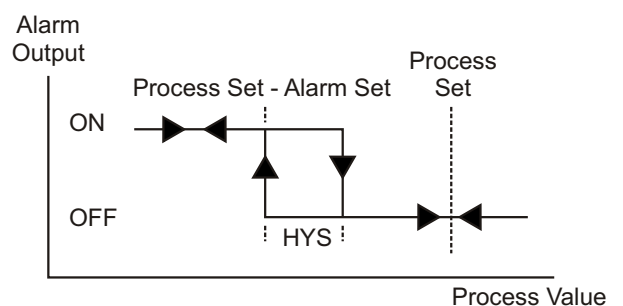 Alarm
Output
Process
Set
Process Set - Alarm Set
ON
OFF
HYS
Process Value